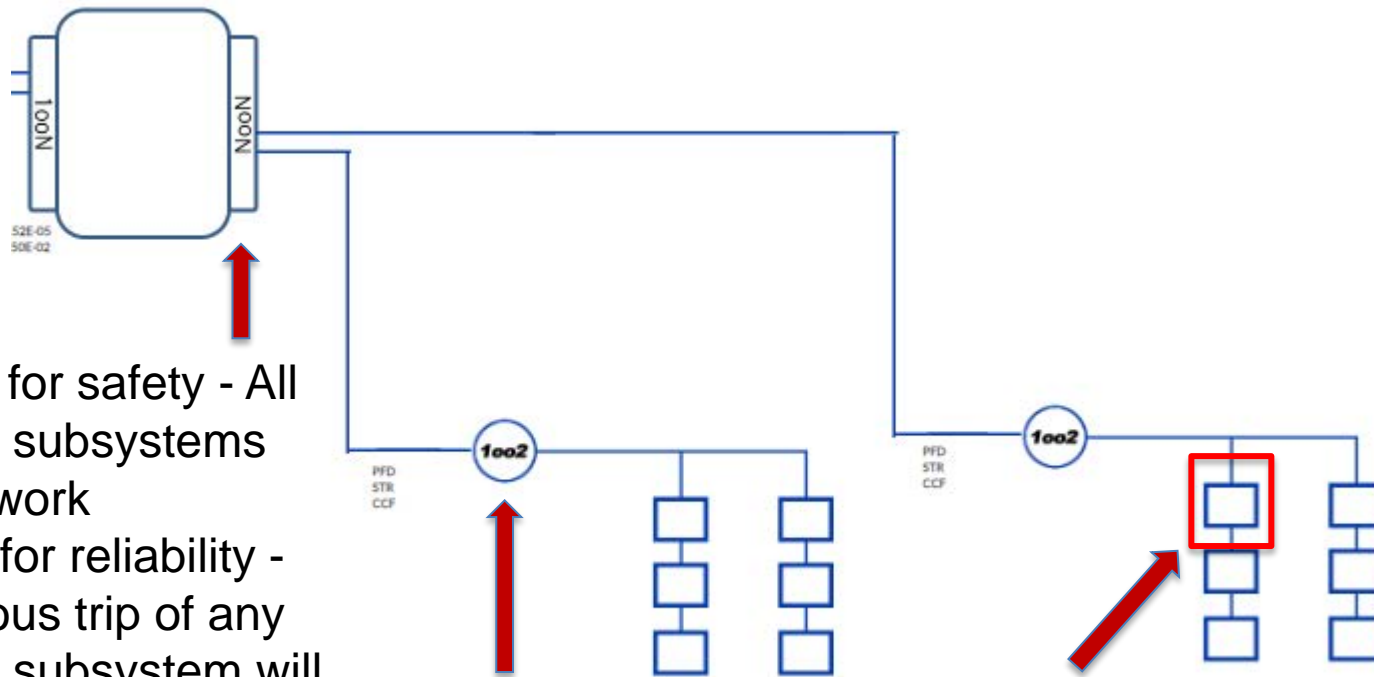 1ooN
NooN
52E-05
50E-02
for safety - All
subsystems
work
for reliability -
ous trip of any
subsystem will
1oo2
PFD
STR
CCF
1oo2
PFD
STR
CCF